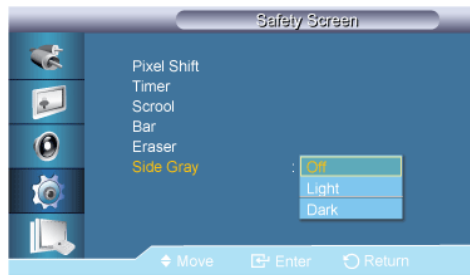 Safety Screen
Pixel Shift
Timer
Scrool
Bar
Eraser
Side Gray : Off
Light
Dark
Move Enter Return